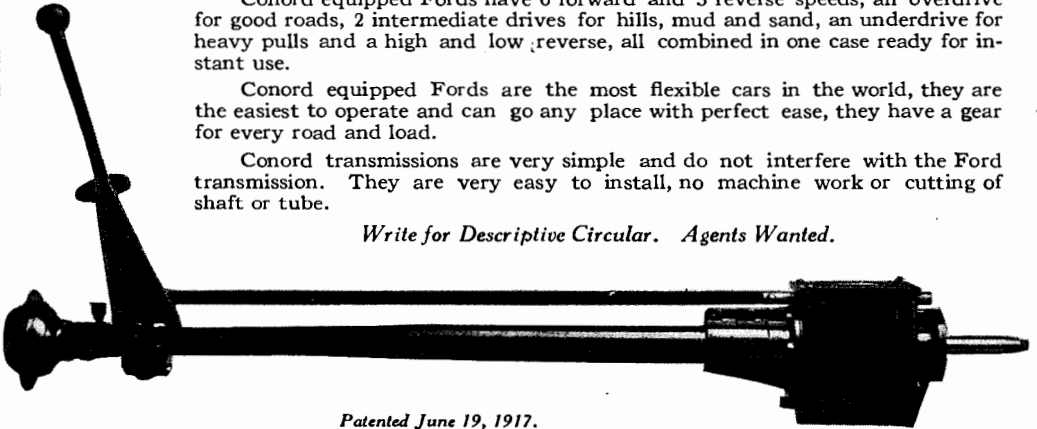 Conord equipped Fords have 6 forward and 3 reverse speeds, an overdrive
for good roads, 2 intermediate drives for hills, mud and sand, an underdrive for
heavy pulls and a high and low reverse, all combined in one case ready for in-
stant use.
Conord equipped Fords are the most flexible cars in the world, they are
the easiest to operate and can go any place with perfect ease, they have a gear
for every road and load.
Conord transmissions are very simple and do not interfere with the Ford
transmission. They are very easy to install, no machine work or cutting of
shaft or tube.
Write for Descriptive Circular. Agents Wanted.
Patented June 19, 1917.